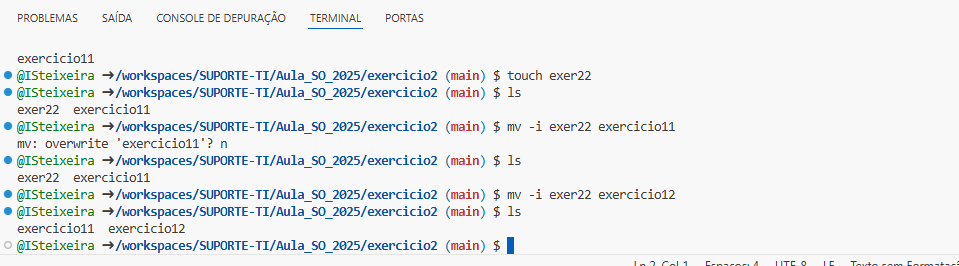 PROBLEMAS SAÍDA CONSOLE DE DEPURAÇÃO TERMINAL PORTAS
exercicio11
@ISteixeira ➜/workspaces/SUPORTE-TI/Aula_SO_2025/exercicio2 (main) $ touch exer22
@ISteixeira ➜/workspaces/SUPORTE-TI/Aula_SO_2025/exercicio2 (main) $ ls
exer22  exercicio11
@ISteixeira ➜/workspaces/SUPORTE-TI/Aula_SO_2025/exercicio2 (main) $ mv -i exer22 exercicio11
mv: overwrite 'exercicio11'? n
@ISteixeira ➜/workspaces/SUPORTE-TI/Aula_SO_2025/exercicio2 (main) $ ls
exer22  exercicio11
@ISteixeira ➜/workspaces/SUPORTE-TI/Aula_SO_2025/exercicio2 (main) $ mv -i exer22 exercicio12
@ISteixeira ➜/workspaces/SUPORTE-TI/Aula_SO_2025/exercicio2 (main) $ ls
exercicio11  exercicio12
@ISteixeira ➜/workspaces/SUPORTE-TI/Aula_SO_2025/exercicio2 (main) $
Ln 2, Col 1 Espaços: 4 UTF-8 LF Texto sem Formataçã